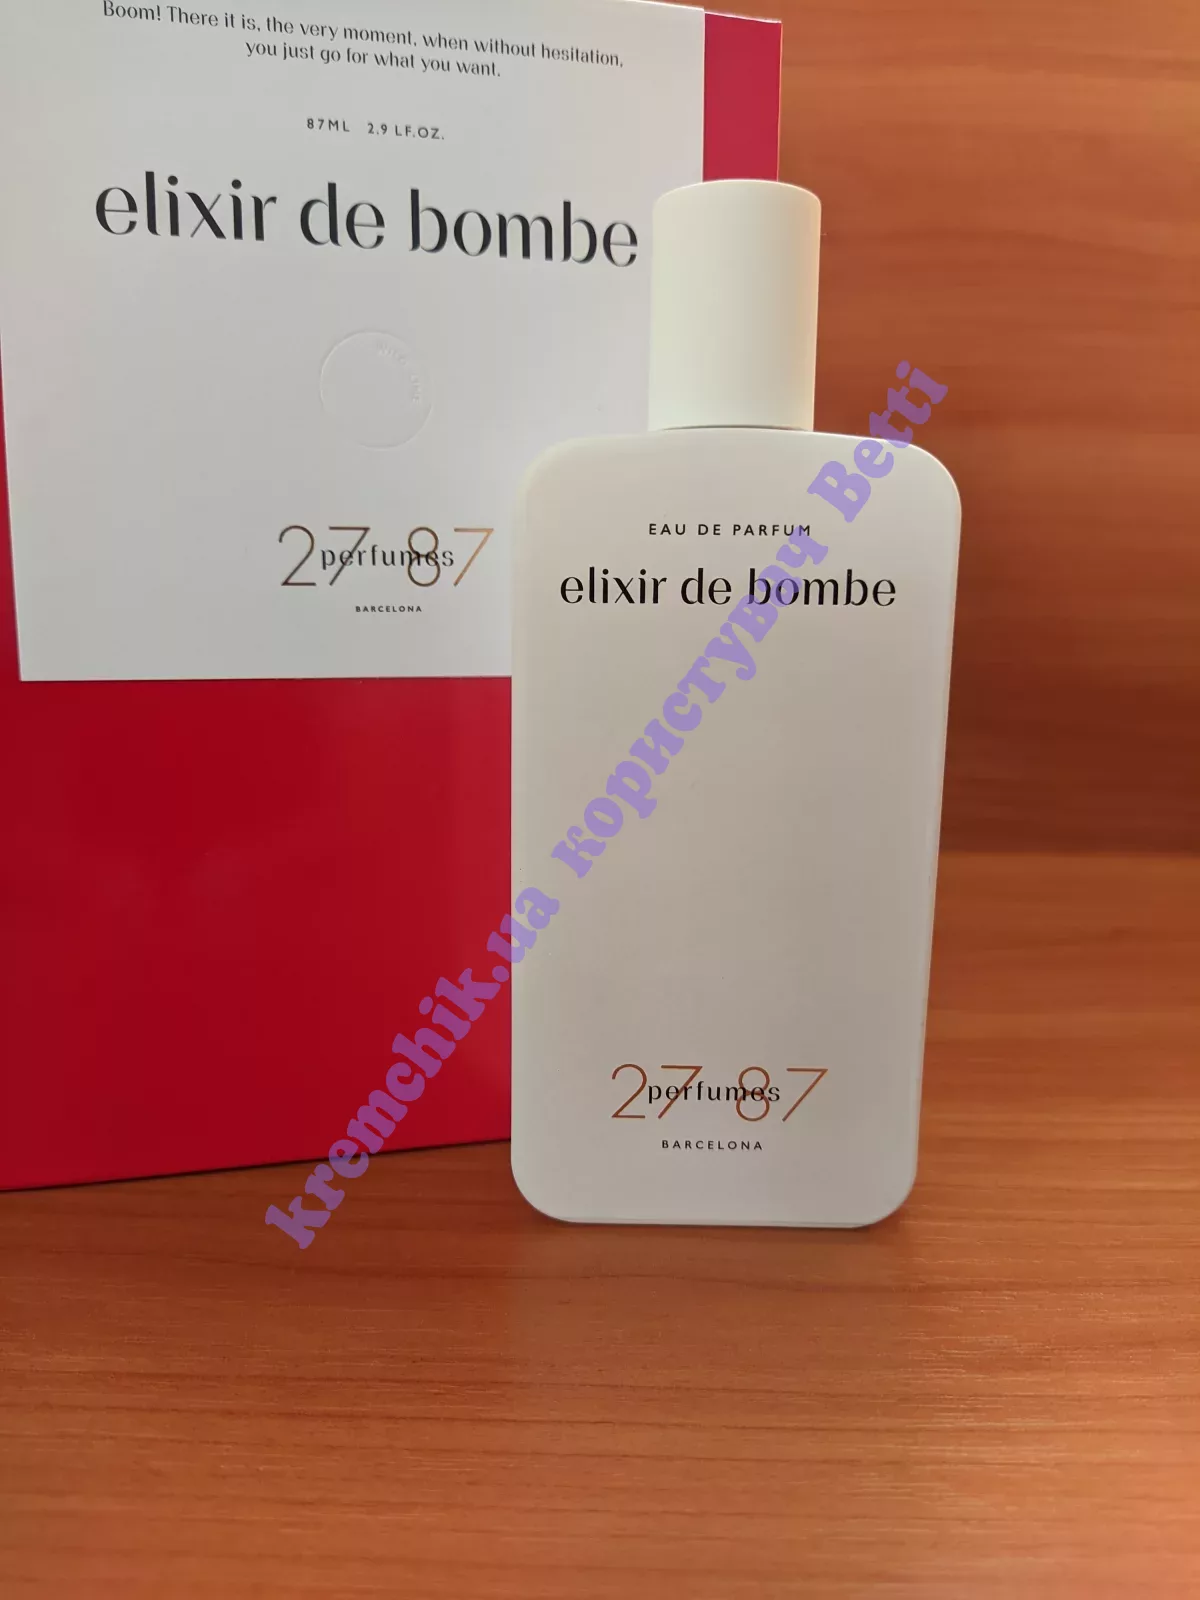 Boom! There it is, the very moment, when without hesitation,
you just go for what you want.
87ML 2.9 LF.OZ.
elixir de bombe
27 87
perfumes
BARCELONA
EAU DE PARFUM
elixir de bombe
27 87
perfumes
BARCELONA
kremchik.ua користувач Betti